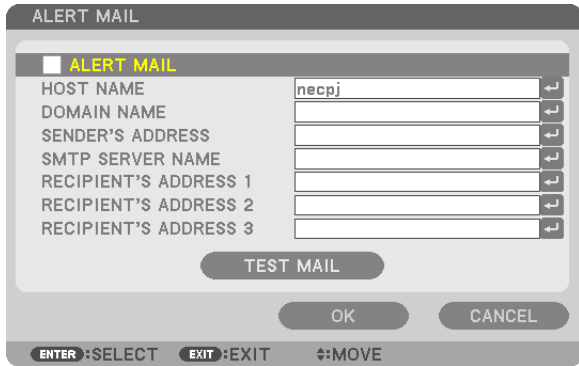 ALERT MAIL
ALERT MAIL
HOST NAME necpj
DOMAIN NAME
SENDER'S ADDRESS
SMTP SERVER NAME
RECIPIENT'S ADDRESS 1
RECIPIENT'S ADDRESS 2
RECIPIENT'S ADDRESS 3
TEST MAIL
OK CANCEL
ENTER :SELECT EXIT :EXIT :MOVE